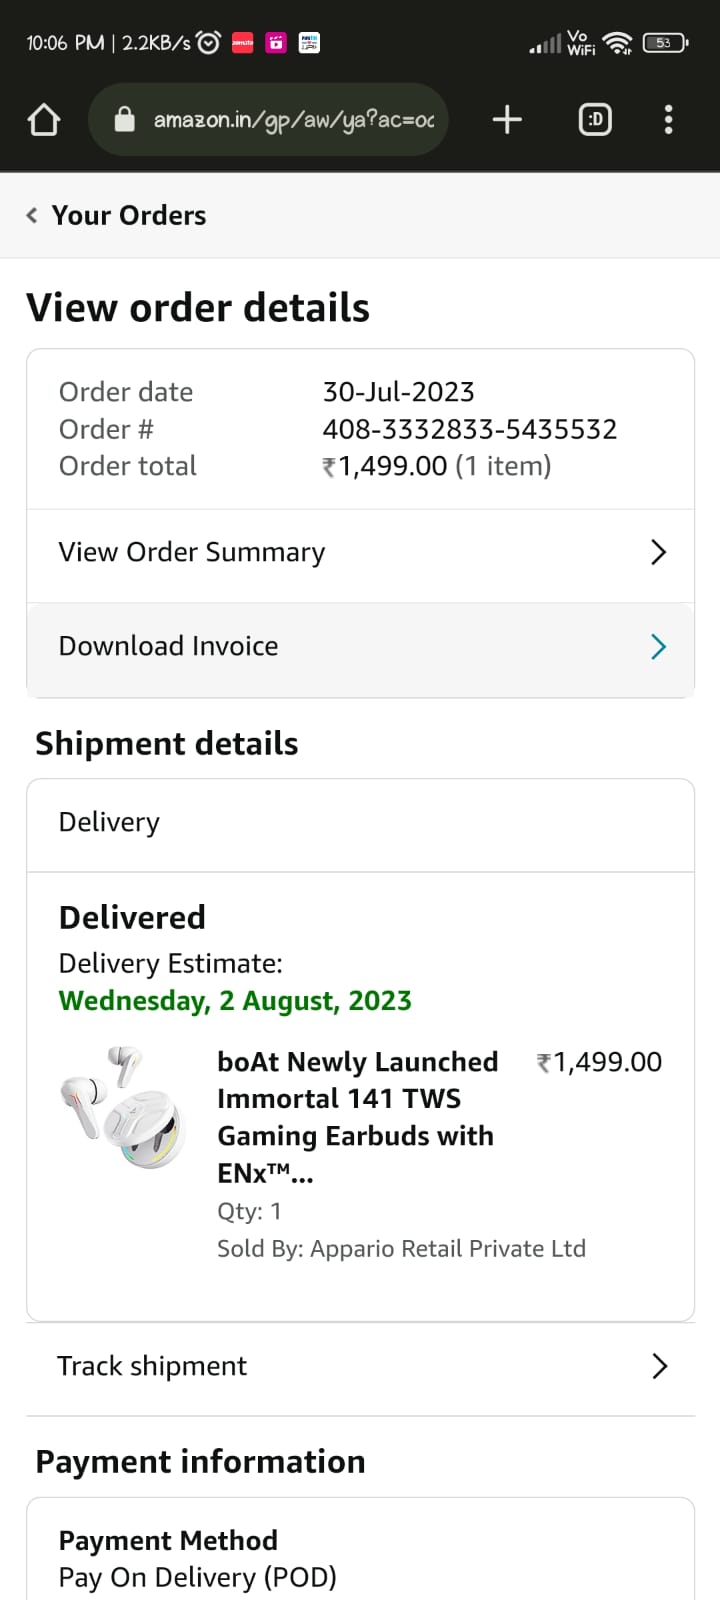 10:06 PM | 2.2KB/s
Vo
WiFi
53
amazon.in/gp/aw/ya?ac=oc
:D
Your Orders
View order details
Order date 30-Jul-2023
Order # 408-3332833-5435532
Order total ₹1,499.00 (1 item)
View Order Summary
Download Invoice
Shipment details
Delivery
Delivered
Delivery Estimate:
Wednesday, 2 August, 2023
boAt Newly Launched ₹1,499.00
Immortal 141 TWS
Gaming Earbuds with
ENx™...
Qty: 1
Sold By: Appario Retail Private Ltd
Track shipment
Payment information
Payment Method
Pay On Delivery (POD)